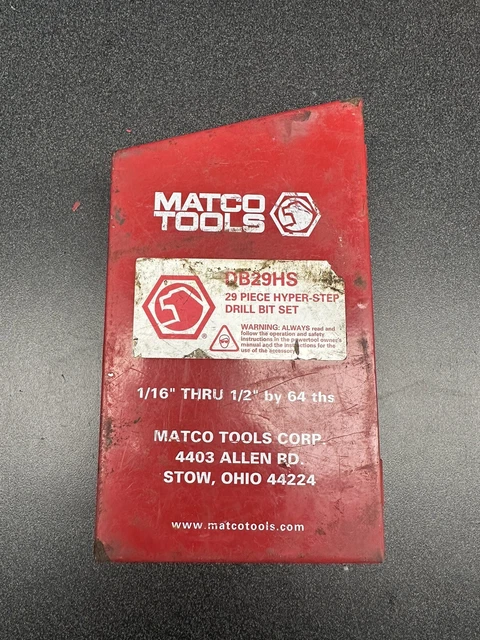 MATCO
TOOLS
DB29HS
29 PIECE HYPER-STEP
DRILL BIT SET
®
WARNING: ALWAYS read and
follow the operation and safety
instructions in the powertool owner's
manual and the instructions for the
use of the accessory
1/16" THRU 1/2" by 64 ths
MATCO TOOLS CORP.
4403 ALLEN RD.
STOW, OHIO 44224
www.matcotools.com